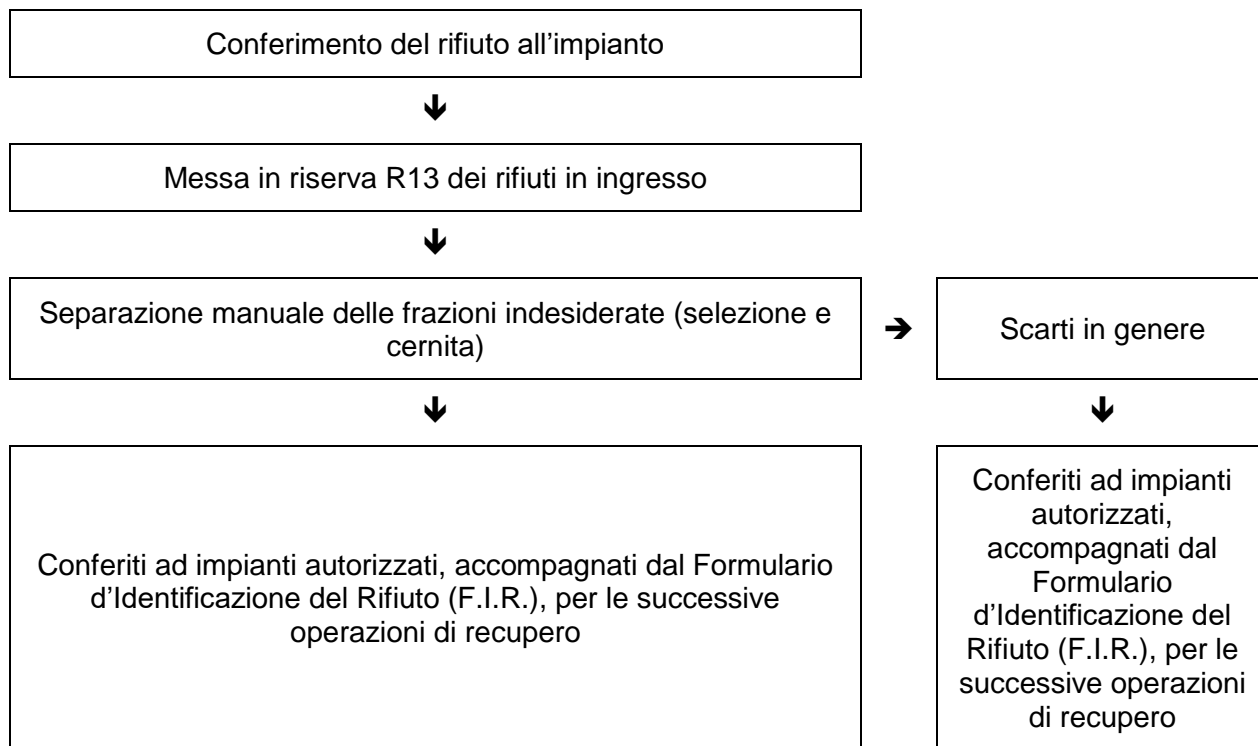 Conferimento del rifiuto all’impianto
🡻
Messa in riserva R13 dei rifiuti in ingresso
🡻
Separazione manuale delle frazioni indesiderate (selezione e
cernita)
🡺
Scarti in genere
🡻
🡻
Conferiti ad impianti autorizzati, accompagnati dal Formulario
d’Identificazione del Rifiuto (F.I.R.), per le successive
operazioni di recupero
Conferiti ad impianti
autorizzati,
accompagnati dal
Formulario
d’Identificazione del
Rifiuto (F.I.R.), per le
successive operazioni
di recupero